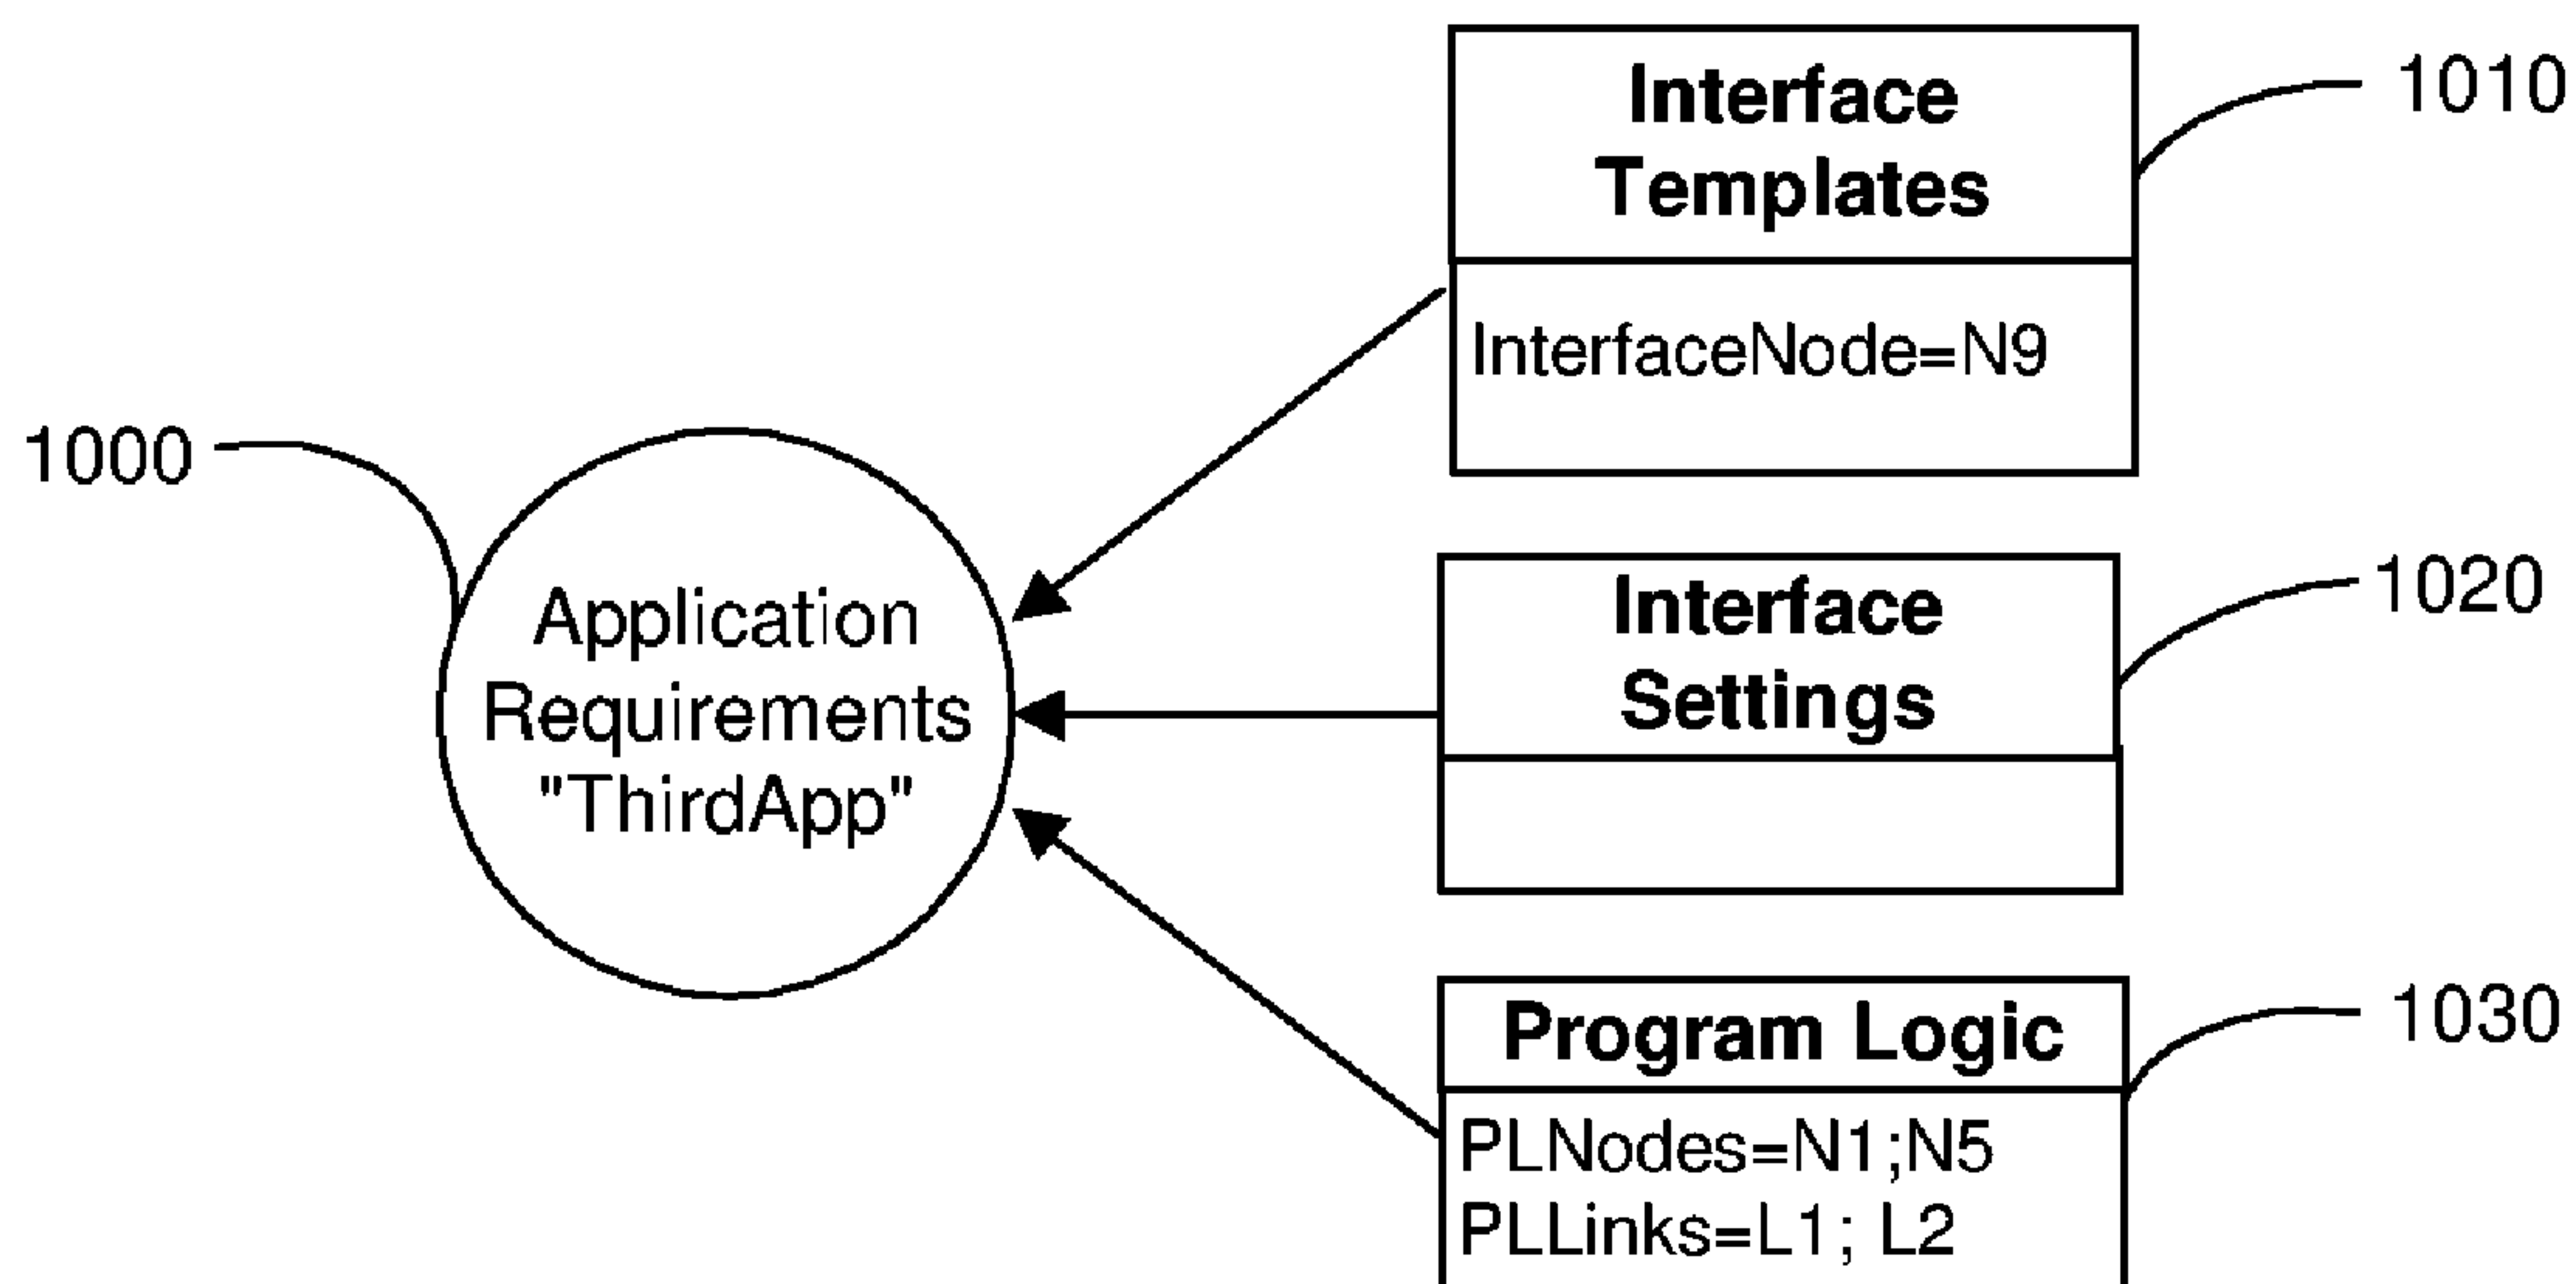 Interface
Templates
1010
InterfaceNode=N9
1000
Application
Requirements
"ThirdApp"
Interface
Settings
1020
Program Logic
1030
PLNodes=N1;N5
PLLinks=L1; L2